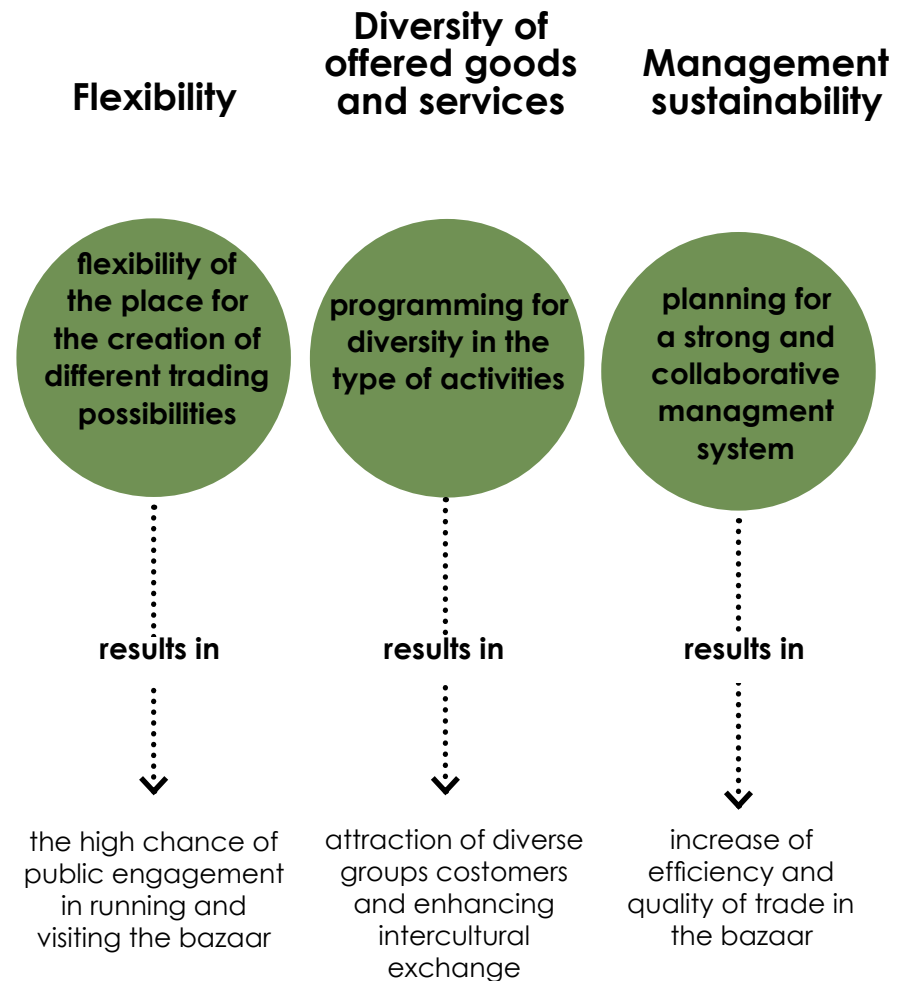 Flexibility
Diversity of
offered goods
and services
Management
sustainability
flexibility of
the place for
the creation of
different trading
possibilities
programming for
diversity in the
type of activities
planning for
a strong and
collaborative
managment
system
results in
results in
results in
the high chance of
public engagement
in running and
visiting the bazaar
attraction of diverse
groups costomers
and enhancing
intercultural
exchange
increase of
efficiency and
quality of trade in
the bazaar